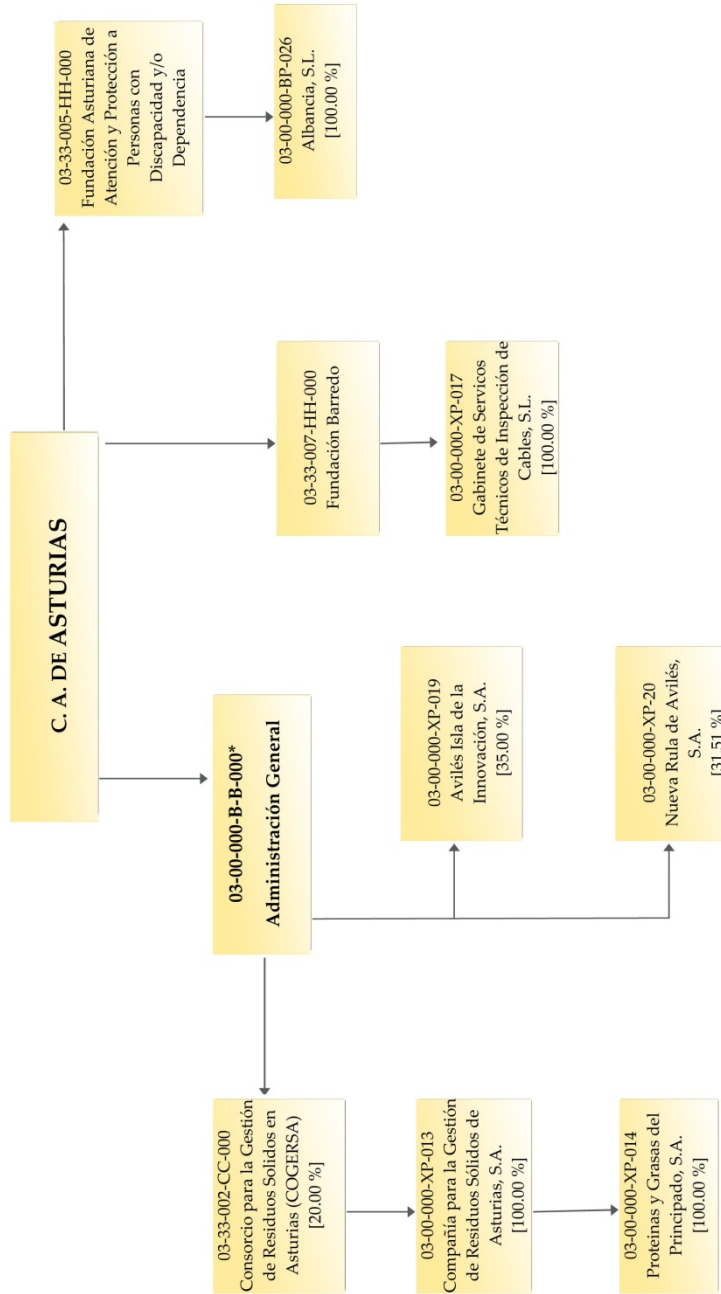 C. A. DE ASTURIAS
03-00-000-B-B-000*
Administración General
03-33-007-HH-000
Fundación Barredo
03-33-005-HH-000
Fundación Asturiana de
Atención y Protección a
Personas con
Discapacidad y/o
Dependencia
03-33-002-CC-000
Consorcio para la Gestión
de Residuos Solidos en
Asturias (COGERSA)
[20.00 %]
03-00-000-XP-019
Avilés Isla de la
Innovación, S.A.
[35.00 %]
03-00-000-XP-017
Gabinete de Servicos
Técnicos de Inspección de
Cables, S.L.
[100.00 %]
03-00-000-BP-026
Albancia, S.L.
[100.00 %]
03-00-000-XP-013
Compañía para la Gestión
de Residuos Sólidos de
Asturias, S.A.
[100.00 %]
03-00-000-XP-20
Nueva Rula de Avilés,
S.A.
[31.51 %]
03-00-000-XP-014
Proteinas y Grasas del
Principado, S.A.
[100.00 %]